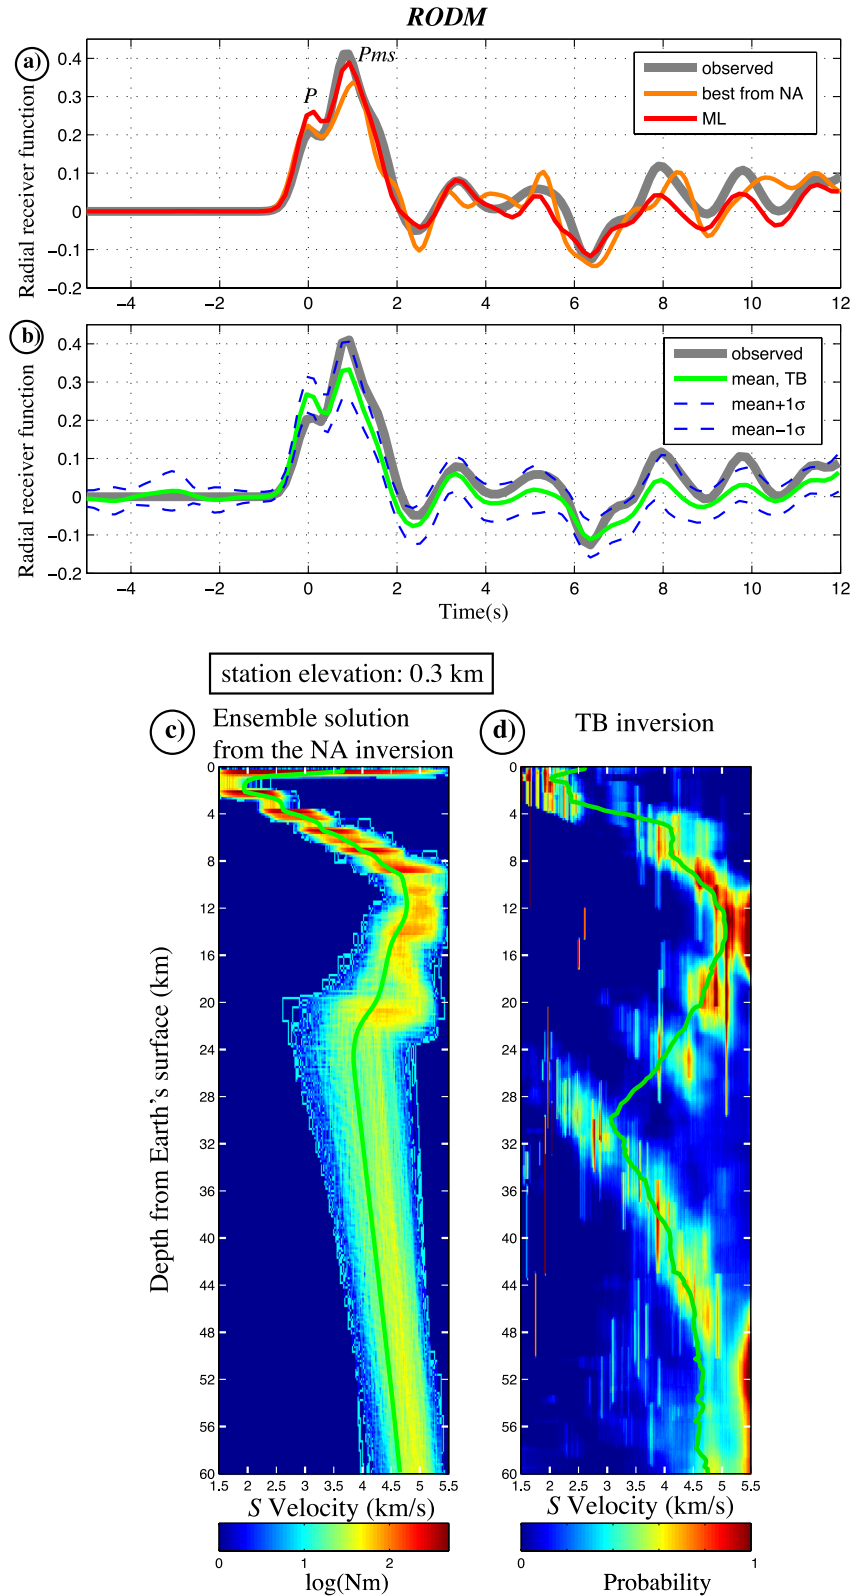 RODM
a)
Radial receiver function
0.4
0.3
0.2
0.1
0
−0.1
−0.2
P
Pms
observed
best from NA
ML
−4 −2 0 2 4 6 8 10 12
b)
Radial receiver function
0.4
0.3
0.2
0.1
0
−0.1
−0.2
observed
mean, TB
mean+1σ
mean−1σ
−4 −2 0 2 4 6 8 10 12
Time(s)
station elevation: 0.3 km
c)
Ensemble solution
from the NA inversion
Depth from Earth's surface (km)
0
4
8
12
16
20
24
28
32
36
40
44
48
52
56
60
1.5 2 2.5 3 3.5 4 4.5 5 5.5
S Velocity (km/s)
0 1 2
log(Nm)
d)
TB inversion
0
4
8
12
16
20
24
28
32
36
40
44
48
52
56
60
1.5 2 2.5 3 3.5 4 4.5 5 5.5
S Velocity (km/s)
0 1
Probability